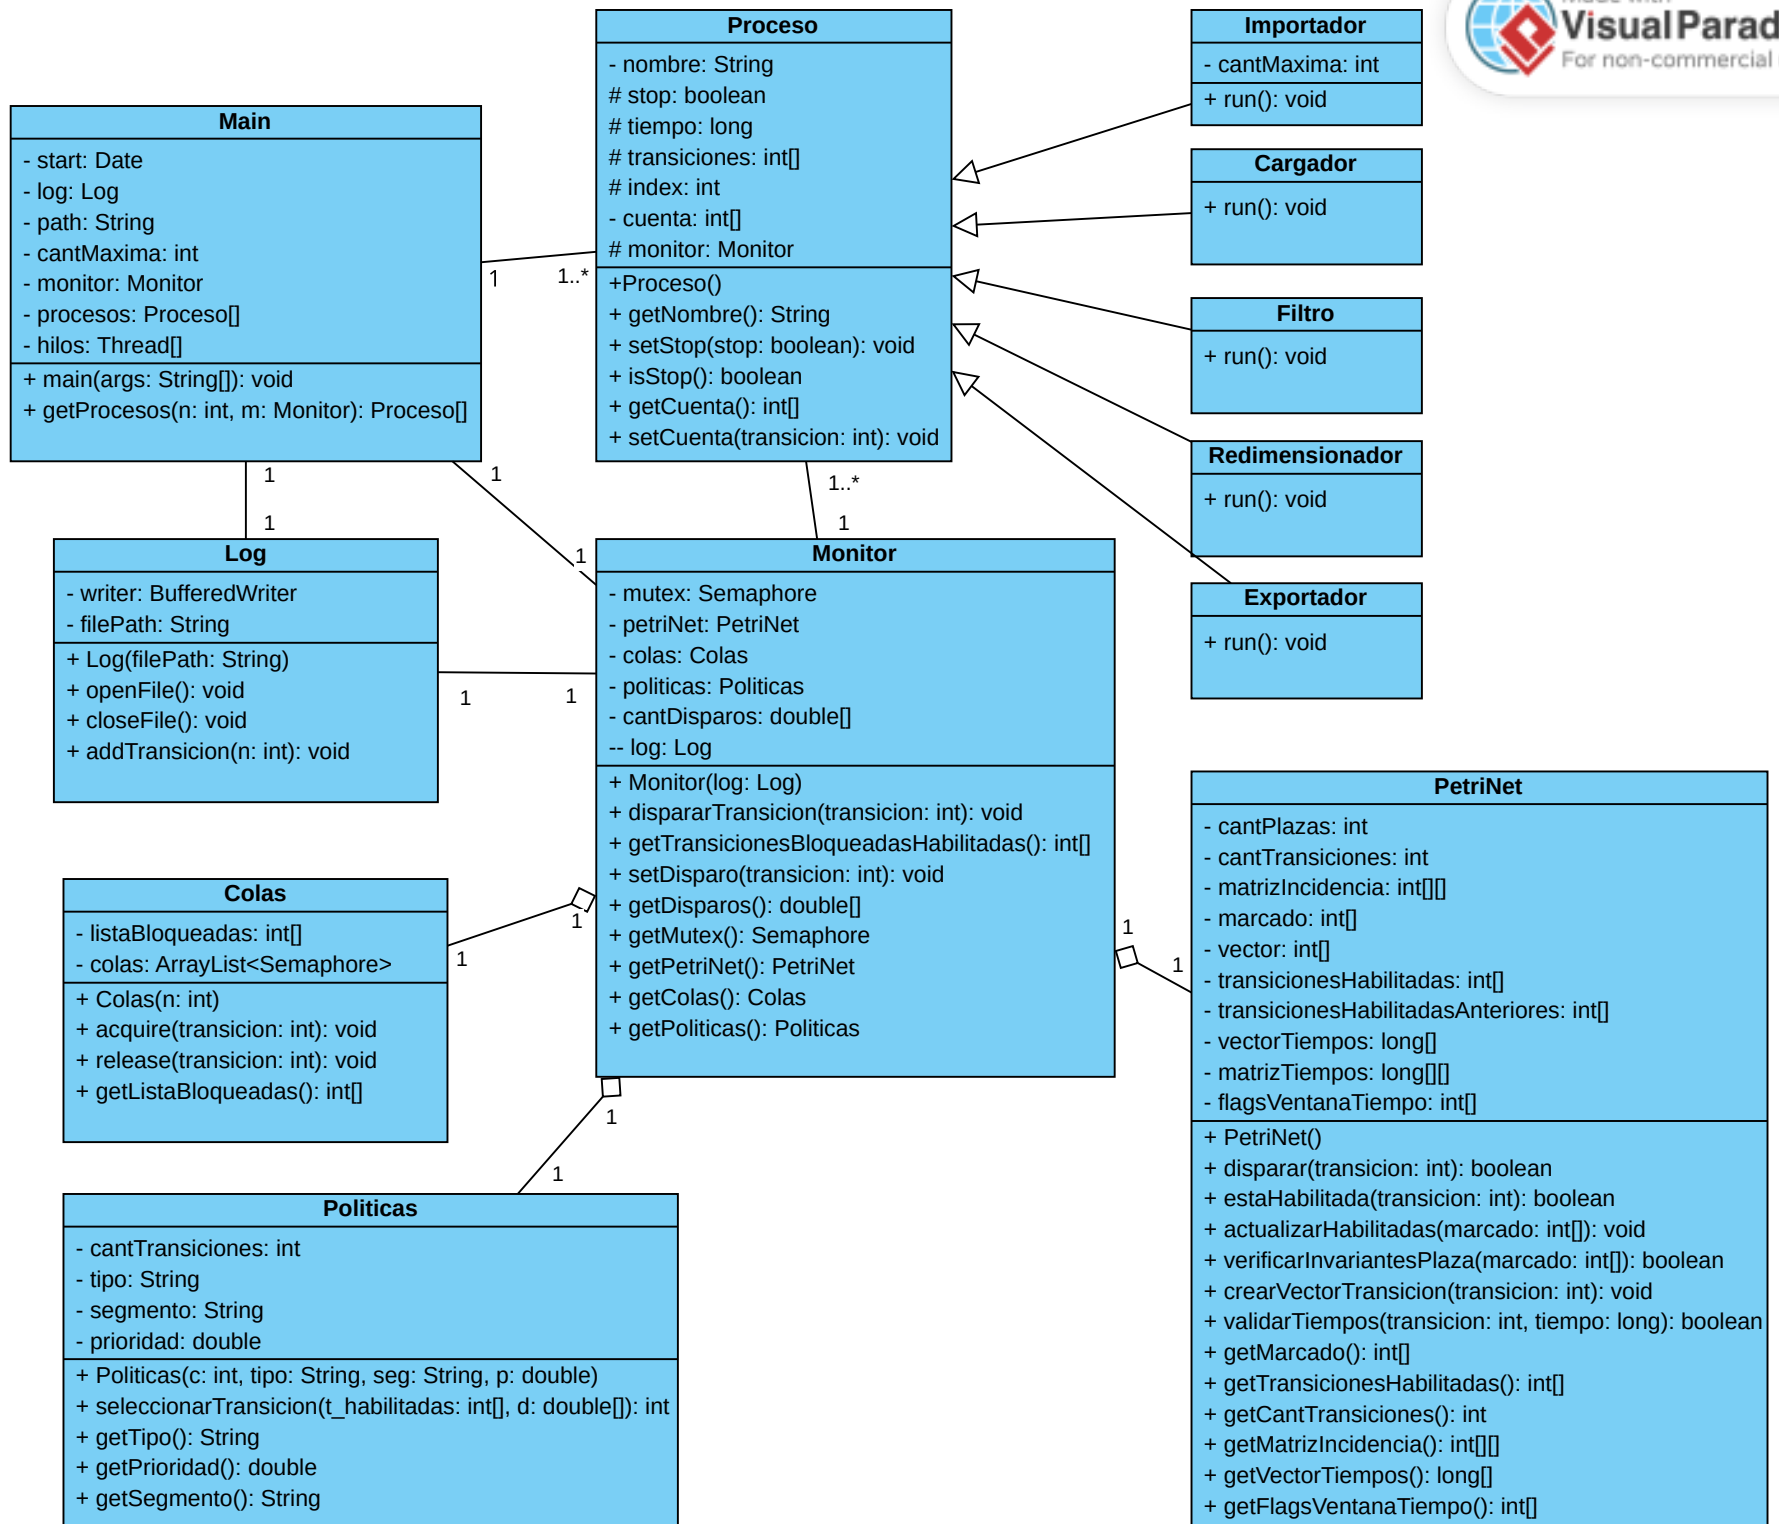 Main
- start: Date
- log: Log
- path: String
- cantMaxima: int
- monitor: Monitor
- procesos: Proceso[]
- hilos: Thread[]
+ main(args: String[]): void
+ getProcesos(n: int, m: Monitor): Proceso[]
1
1..*
Proceso
- nombre: String
# stop: boolean
# tiempo: long
# transiciones: int[]
# index: int
- cuenta: int[]
# monitor: Monitor
+Proceso()
+ getNombre(): String
+ setStop(stop: boolean): void
+ isStop(): boolean
+ getCuenta(): int[]
+ setCuenta(transicion: int): void
Importador
- cantMaxima: int
+ run(): void
Visual Parad
For non-commercial
Cargador
+ run(): void
Filtro
+ run(): void
Redimensionador
+ run(): void
Exportador
+ run(): void
1
1
1
1
1..*
1
Log
- writer: BufferedWriter
- filePath: String
+ Log(filePath: String)
+ openFile(): void
+ closeFile(): void
+ addTransicion(n: int): void
1
1
Monitor
- mutex: Semaphore
- petriNet: PetriNet
- colas: Colas
- politicas: Politicas
- cantDisparos: double[]
-- log: Log
+ Monitor(log: Log)
+ dispararTransicion(transicion: int): void
+ getTransicionesBloqueadasHabilitadas(): int[]
+ setDisparo(transicion: int): void
+ getDisparos(): double[]
+ getMutex(): Semaphore
+ getPetriNet(): PetriNet
+ getColas(): Colas
+ getPoliticas(): Politicas
Colas
- listaBloqueadas: int[]
- colas: ArrayList<Semaphore>
+ Colas(n: int)
+ acquire(transicion: int): void
+ release(transicion: int): void
+ getListaBloqueadas(): int[]
1
1
1
1
1
1
Politicas
- cantTransiciones: int
- tipo: String
- segmento: String
- prioridad: double
+ Politicas(c: int, tipo: String, seg: String, p: double)
+ seleccionarTransicion(t_habilitadas: int[], d: double[]): int
+ getTipo(): String
+ getPrioridad(): double
+ getSegmento(): String
PetriNet
- cantPlazas: int
- cantTransiciones: int
- matrizIncidencia: int[][]
- marcado: int[]
- vector: int[]
- transicionesHabilitadas: int[]
- transicionesHabilitadasAnteriores: int[]
- vectorTiempos: long[]
- matrizTiempos: long[][]
- flagsVentanaTiempo: int[]
+ PetriNet()
+ disparar(transicion: int): boolean
+ estaHabilitada(transicion: int): boolean
+ actualizarHabilitadas(marcado: int[]): void
+ verificarInvariantesPlaza(marcado: int[]): boolean
+ crearVectorTransicion(transicion: int): void
+ validarTiempos(transicion: int, tiempo: long): boolean
+ getMarcado(): int[]
+ getTransicionesHabilitadas(): int[]
+ getCantTransiciones(): int
+ getMatrizIncidencia(): int[][]
+ getVectorTiempos(): long[]
+ getFlagsVentanaTiempo(): int[]